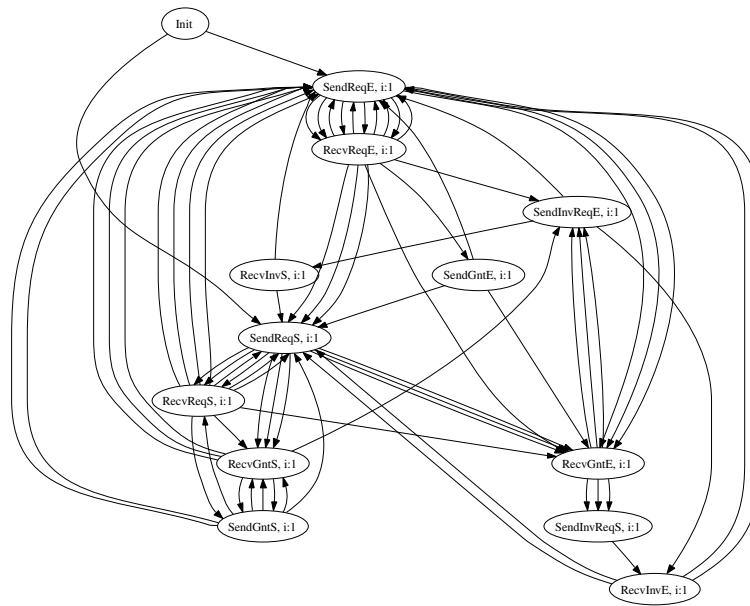 Init
SendReqE, i:1
RecvReqE, i:1
SendInvReqE, i:1
RecvInvS, i:1
SendGntE, i:1
SendReqS, i:1
RecvReqS, i:1
RecvGntS, i:1
RecvGntE, i:1
SendGntS, i:1
SendInvReqS, i:1
RecvInvE, i:1